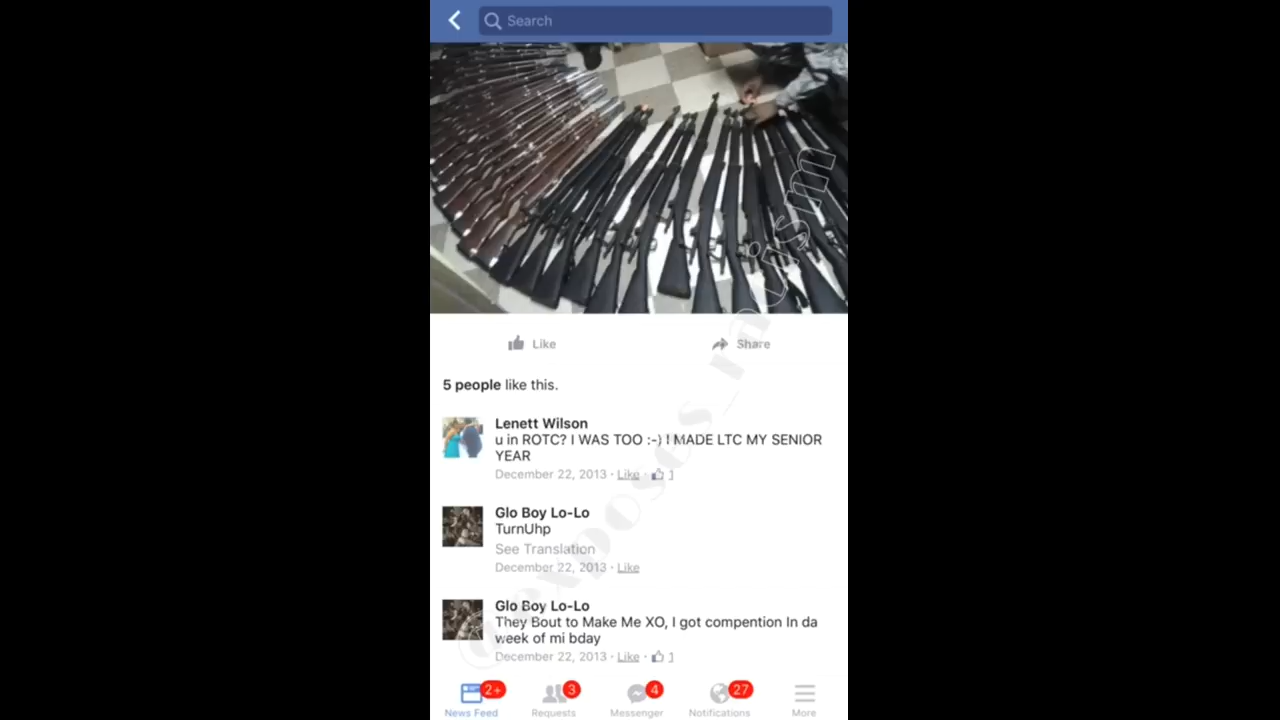 Search
Like
Share
5 people like this.
Lenett Wilson
u in ROTC? I WAS TOO :-) I MADE LTC MY SENIOR
YEAR
December 22, 2013 · Like · 1
Glo Boy Lo-Lo
TurnUhp
See Translation
December 22, 2013 · Like
Glo Boy Lo-Lo
They Bout to Make Me XO, I got compention In da
week of mi bday
December 22, 2013 · Like · 1
2+
3
4
27
News Feed
Requests
Messenger
Notifications
More
@exposes_racism